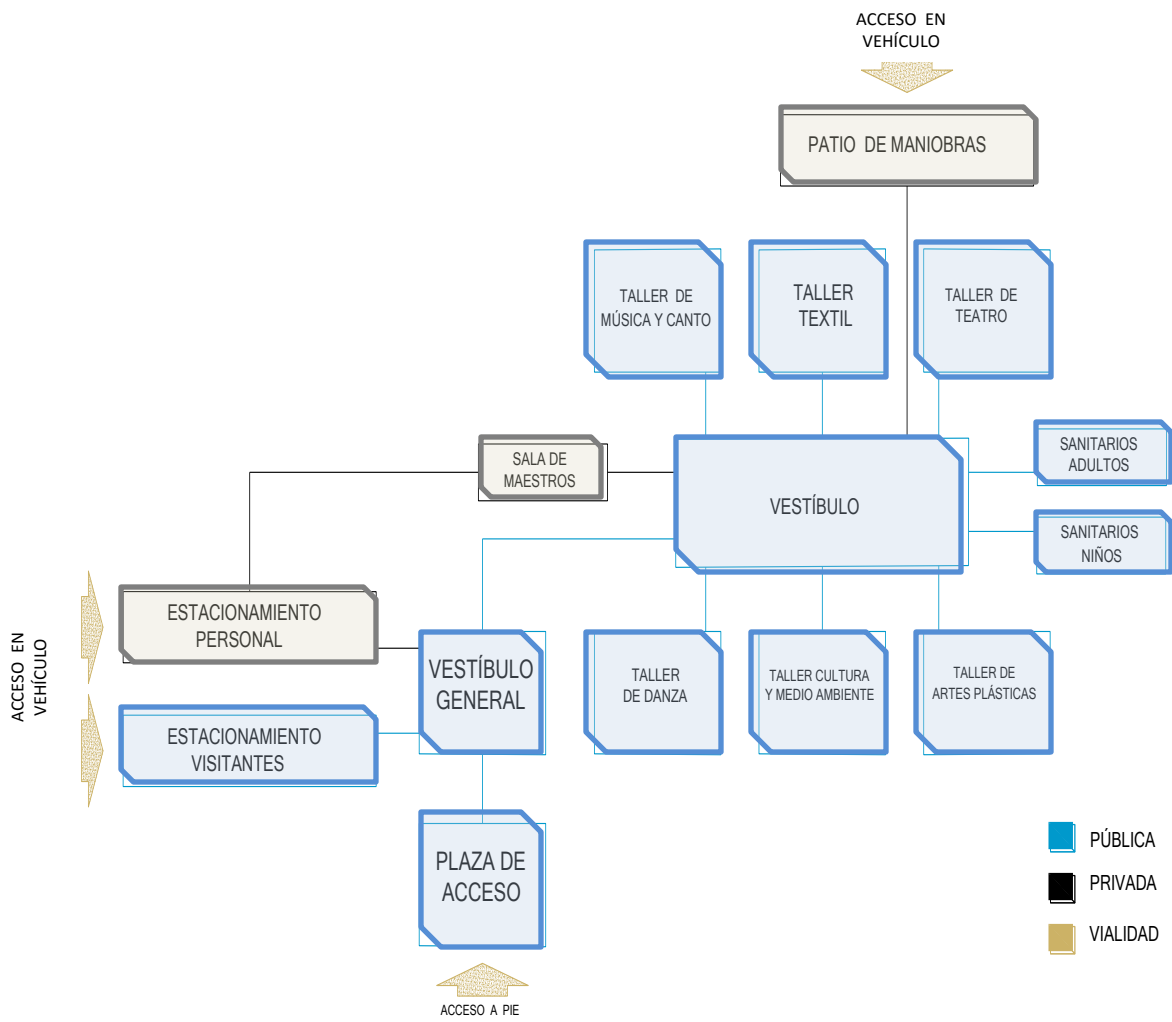 ACCESO EN
VEHÍCULO
PATIO DE MANIOBRAS
TALLER DE
MÚSICA Y CANTO
TALLER
TEXTIL
TALLER DE
TEATRO
SALA DE
MAESTROS
VESTÍBULO
SANITARIOS
ADULTOS
SANITARIOS
NIÑOS
ACCESO EN
VEHÍCULO
ESTACIONAMIENTO
PERSONAL
ESTACIONAMIENTO
VISITANTES
VESTÍBULO
GENERAL
TALLER
DE DANZA
TALLER CULTURA
Y MEDIO AMBIENTE
TALLER DE
ARTES PLÁSTICAS
PLAZA DE
ACCESO
ACCESO A PIE
PÚBLICA
PRIVADA
VIALIDAD